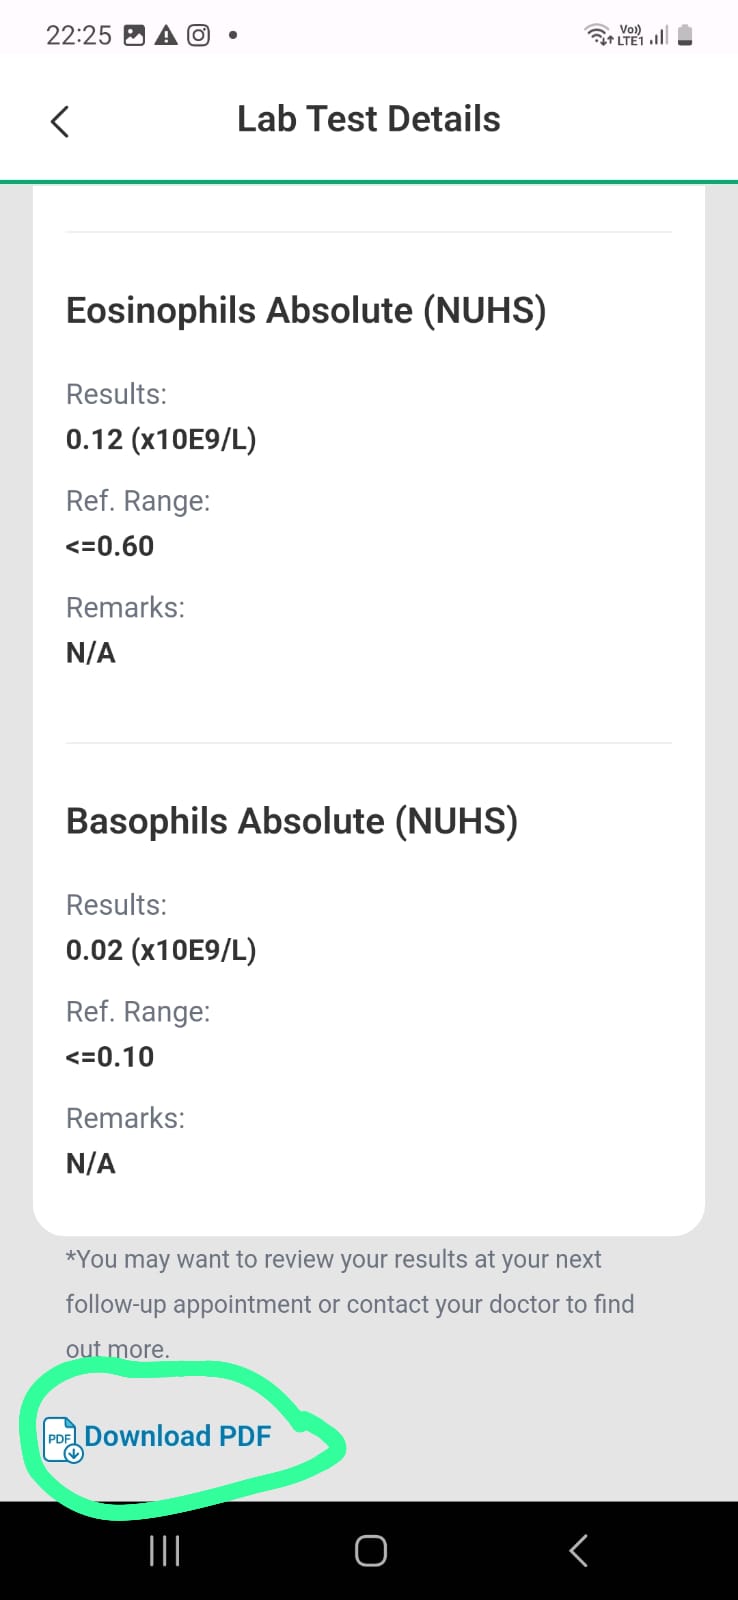 22:25
Vo))
LTE1
Lab Test Details
Eosinophils Absolute (NUHS)
Results:
0.12 (x10E9/L)
Ref. Range:
<=0.60
Remarks:
N/A
Basophils Absolute (NUHS)
Results:
0.02 (x10E9/L)
Ref. Range:
<=0.10
Remarks:
N/A
*You may want to review your results at your next
follow-up appointment or contact your doctor to find
out more.
PDF Download PDF